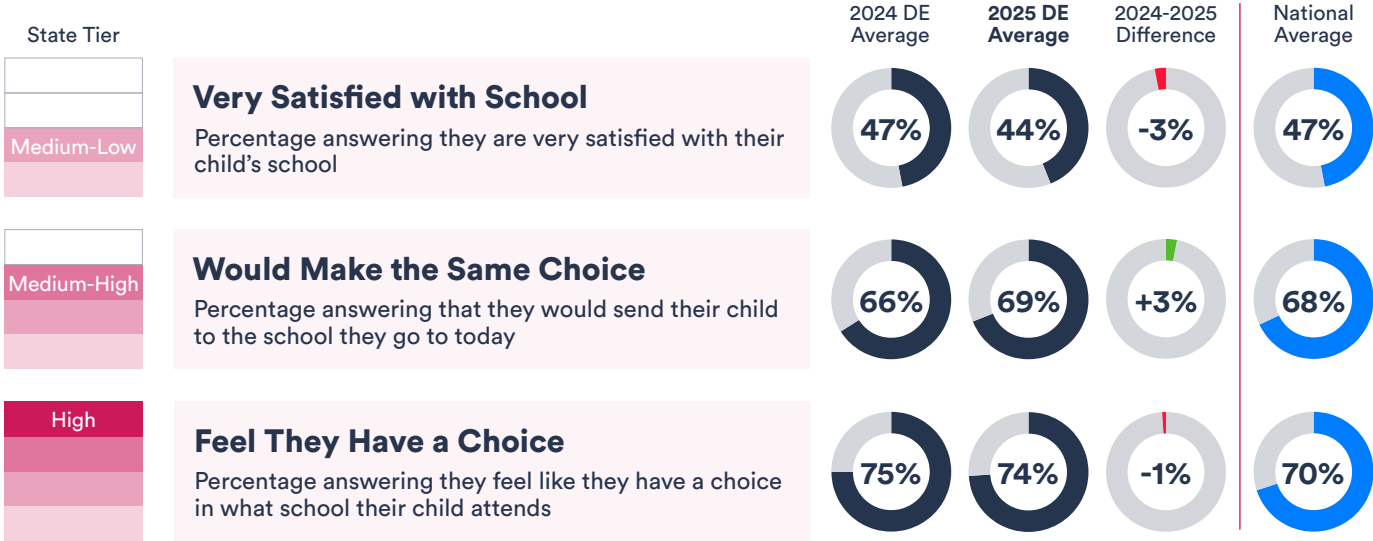 State Tier
2024 DE
Average
2025 DE
Average
2024-2025
Difference
National
Average
Medium-Low
Very Satisfied with School
Percentage answering they are very satisfied with their
child’s school
47%
44%
-3%
47%
Medium-High
Would Make the Same Choice
Percentage answering that they would send their child
to the school they go to today
66%
69%
+3%
68%
High
Feel They Have a Choice
Percentage answering they feel like they have a choice
in what school their child attends
75%
74%
-1%
70%